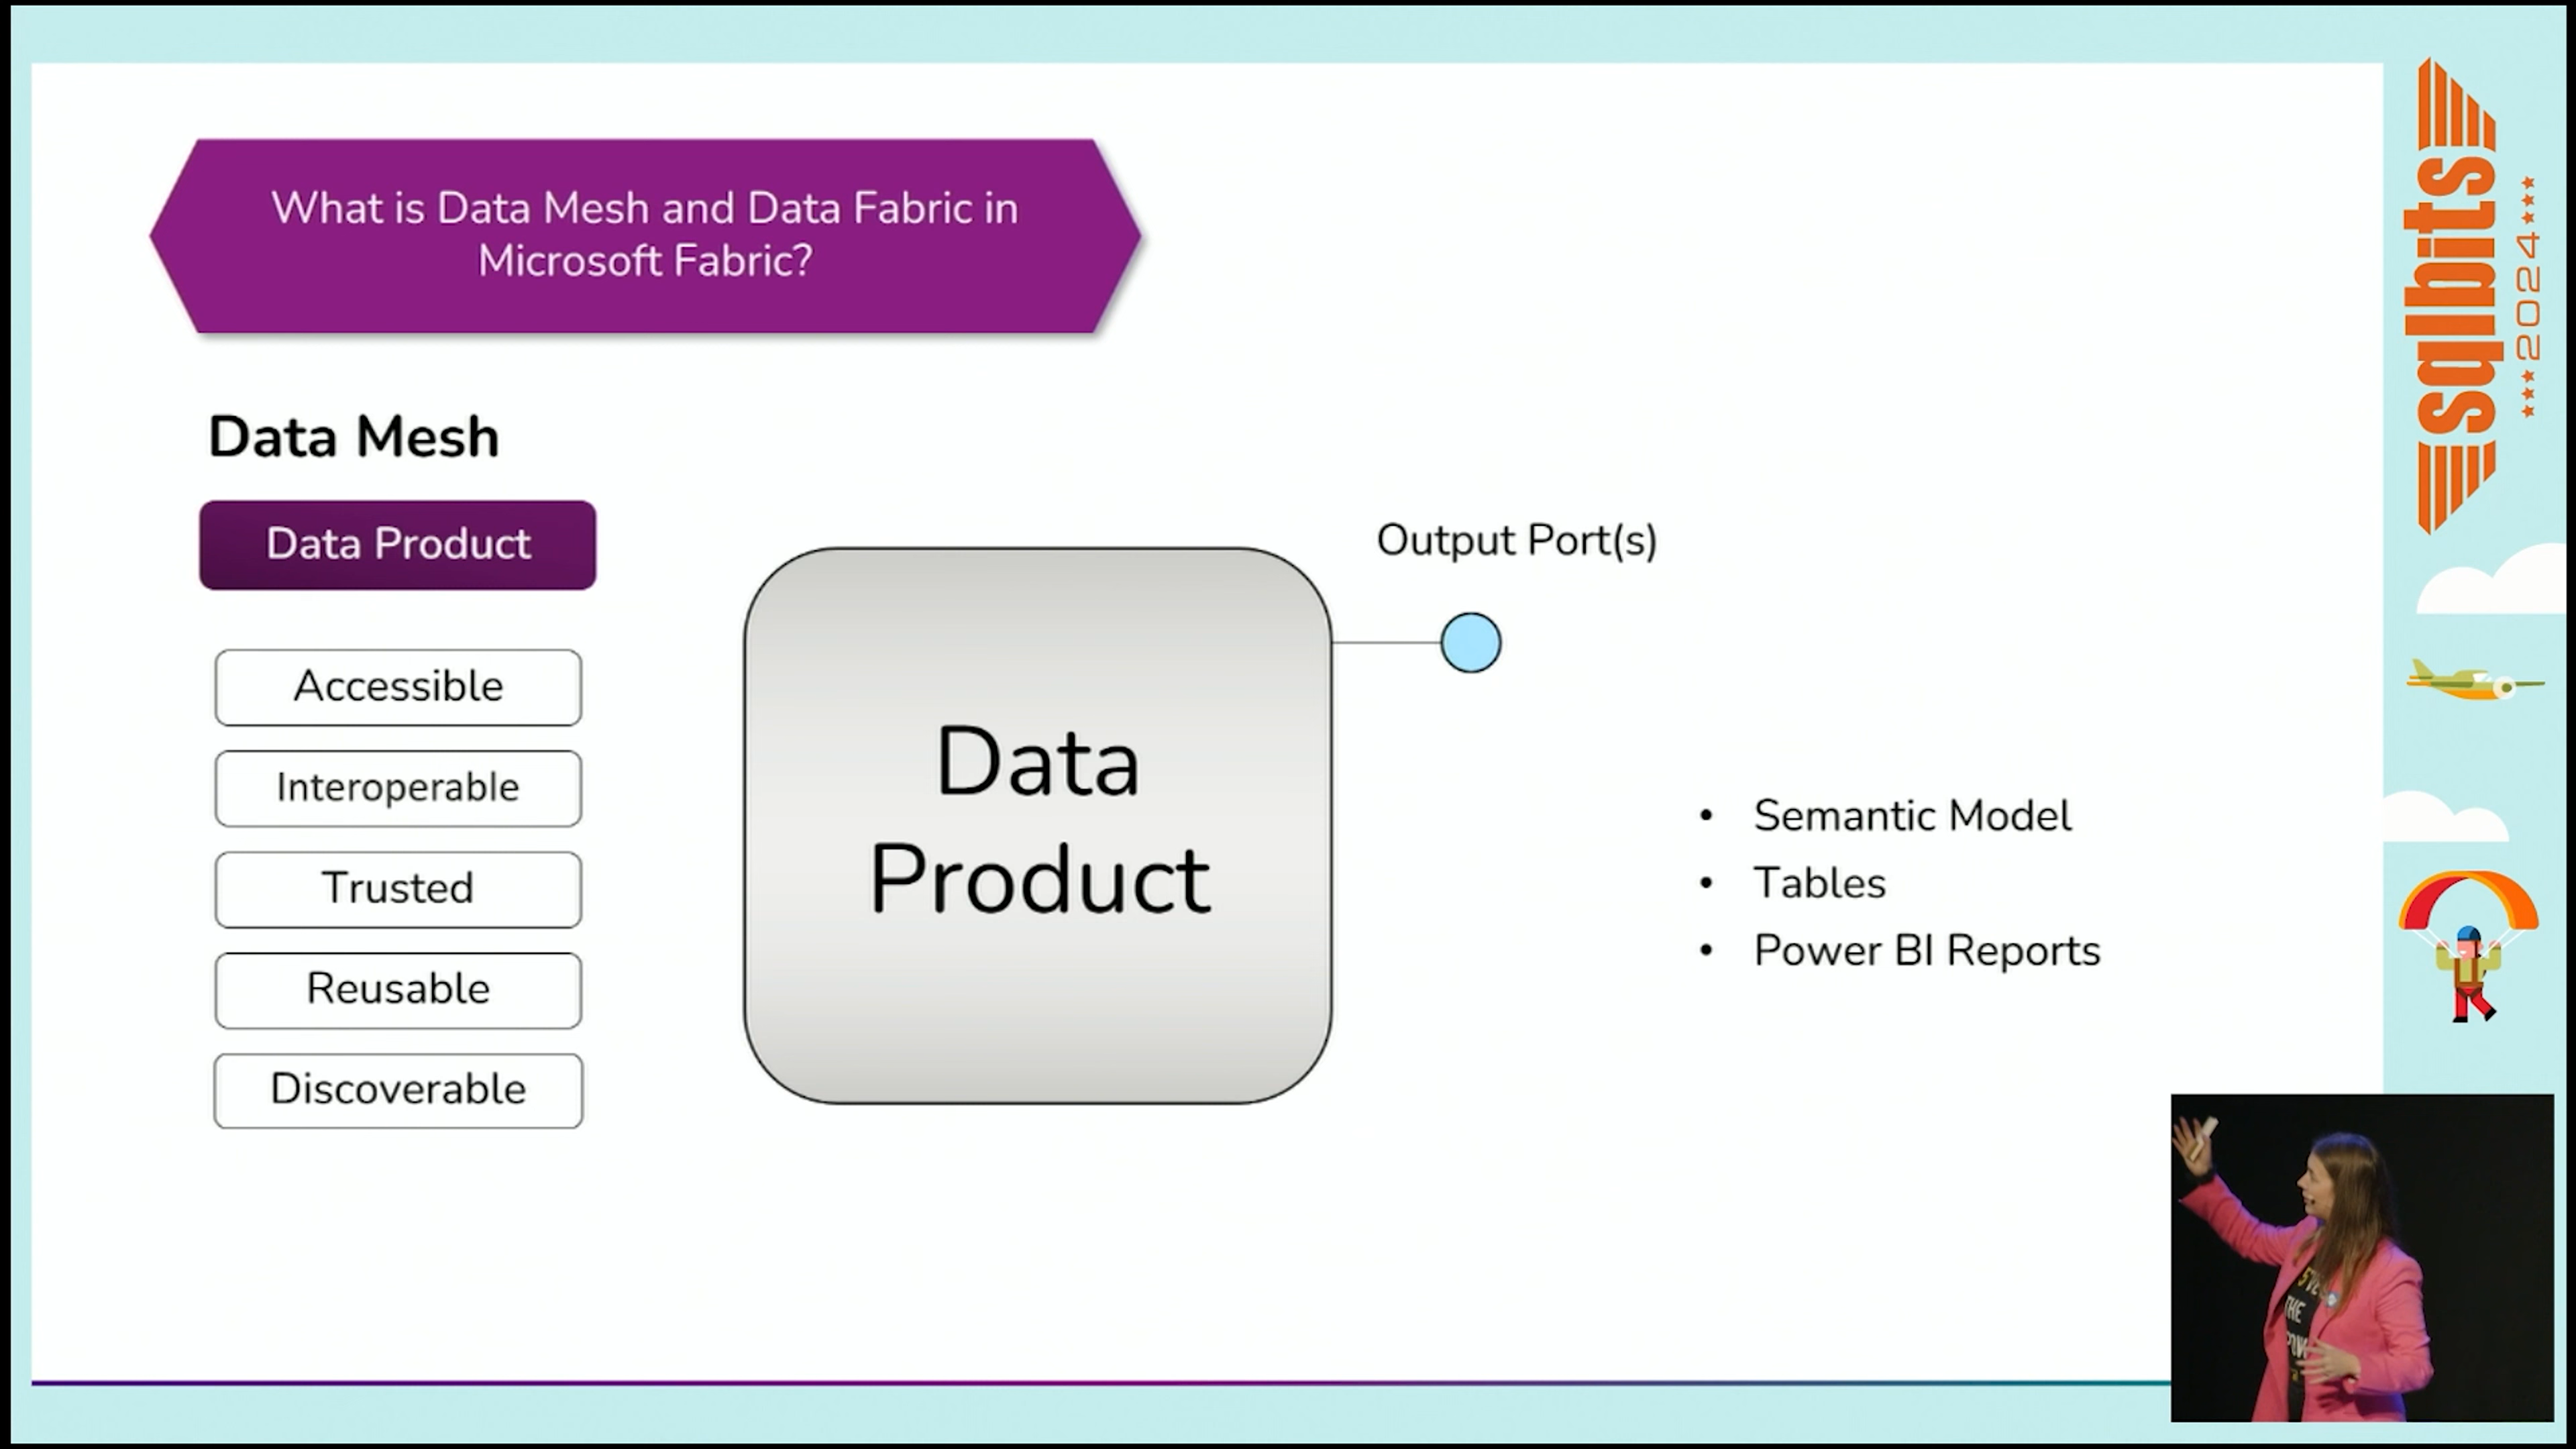 What is Data Mesh and Data Fabric in
Microsoft Fabric?
Data Mesh
Data Product
Accessible
Interoperable
Trusted
Reusable
Discoverable
Data
Product
Output Port(s)
• Semantic Model
• Tables
• Power BI Reports
sqlbits
2024
THE